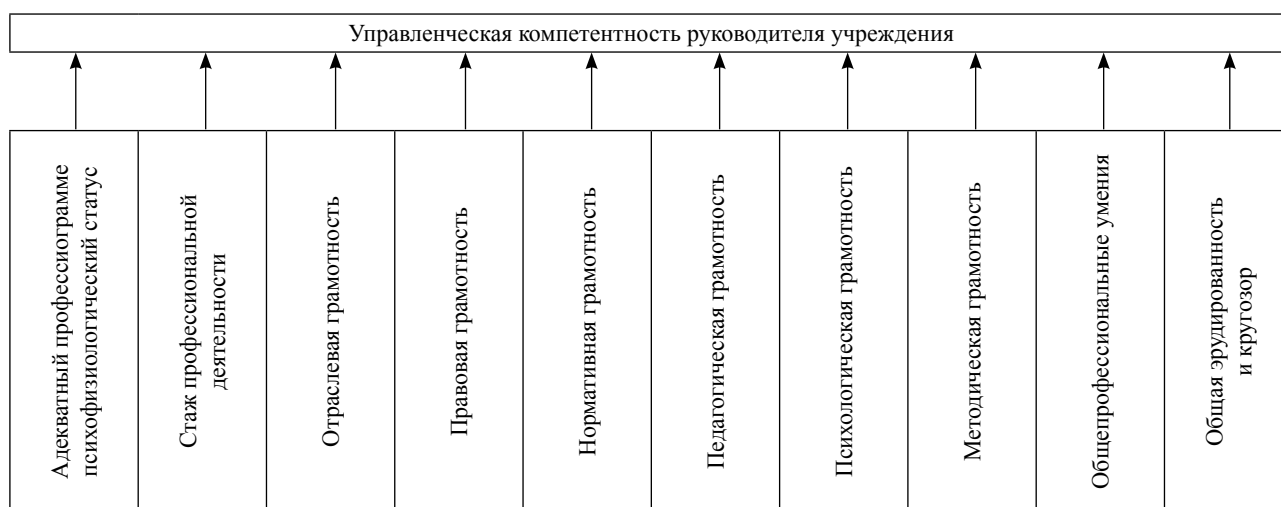 Управленческая компетентность руководителя учреждения
Адекватный профессиограмме
психофизиологический статус
Стаж профессиональной
деятельности
Отраслевая грамотность
Правовая грамотность
Нормативная грамотность
Педагогическая грамотность
Психологическая грамотность
Методическая грамотность
Общепрофессиональные умения
Общая эрудированность
и кругозор